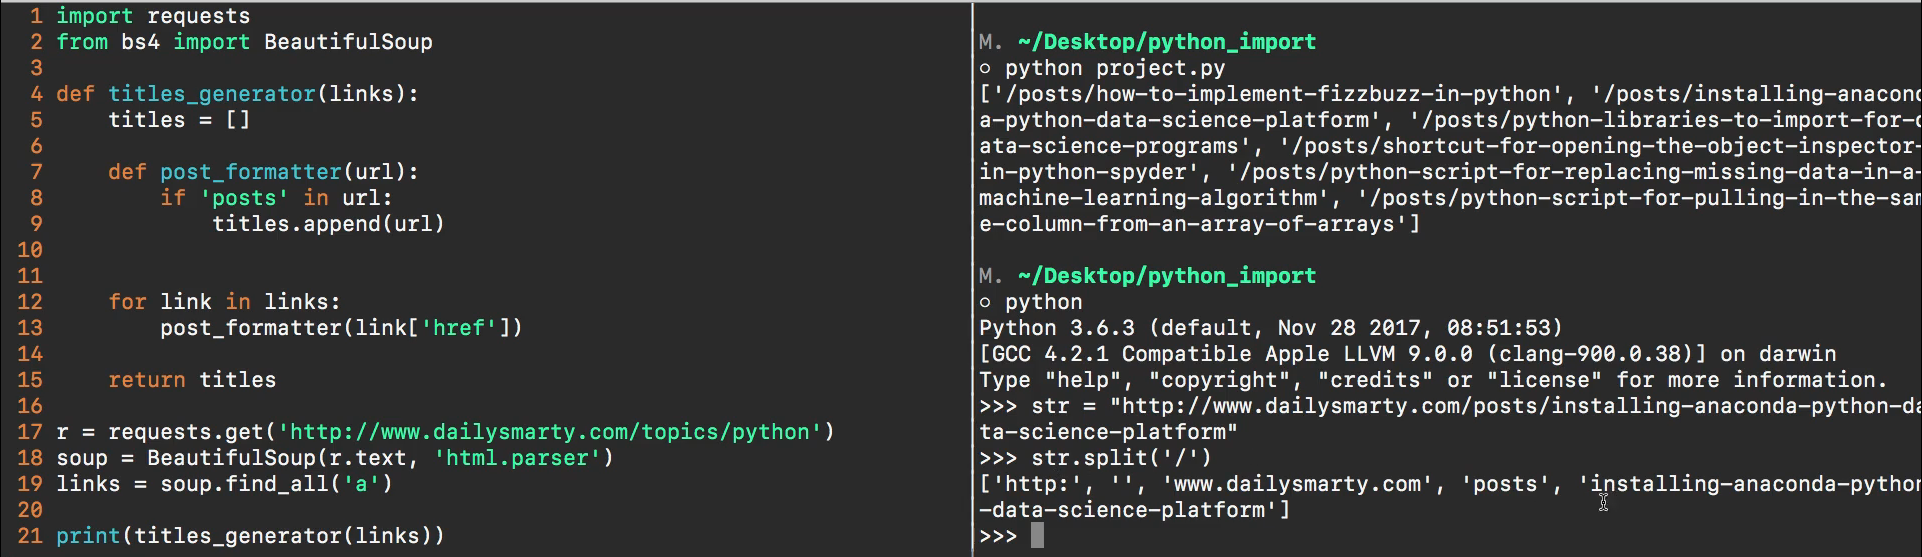 1 import requests
2 from bs4 import BeautifulSoup
3
4 def titles_generator(links):
5     titles = []
6
7     def post_formatter(url):
8         if 'posts' in url:
9             titles.append(url)
10
11
12     for link in links:
13         post_formatter(link['href'])
14
15     return titles
16
17 r = requests.get('http://www.dailysmarty.com/topics/python')
18 soup = BeautifulSoup(r.text, 'html.parser')
19 links = soup.find_all('a')
20
21 print(titles_generator(links))
M. ~/Desktop/python_import
○ python project.py
['/posts/how-to-implement-fizzbuzz-in-python', '/posts/installing-anacond
a-python-data-science-platform', '/posts/python-libraries-to-import-for-d
ata-science-programs', '/posts/shortcut-for-opening-the-object-inspector-
in-python-spyder', '/posts/python-script-for-replacing-missing-data-in-a-
machine-learning-algorithm', '/posts/python-script-for-pulling-in-the-sam
e-column-from-an-array-of-arrays']
M. ~/Desktop/python_import
○ python
Python 3.6.3 (default, Nov 28 2017, 08:51:53)
[GCC 4.2.1 Compatible Apple LLVM 9.0.0 (clang-900.0.38)] on darwin
Type "help", "copyright", "credits" or "license" for more information.
>>> str = "http://www.dailysmarty.com/posts/installing-anaconda-python-da
ta-science-platform"
>>> str.split('/')
['http:', '', 'www.dailysmarty.com', 'posts', 'installing-anaconda-python
-data-science-platform']
>>>